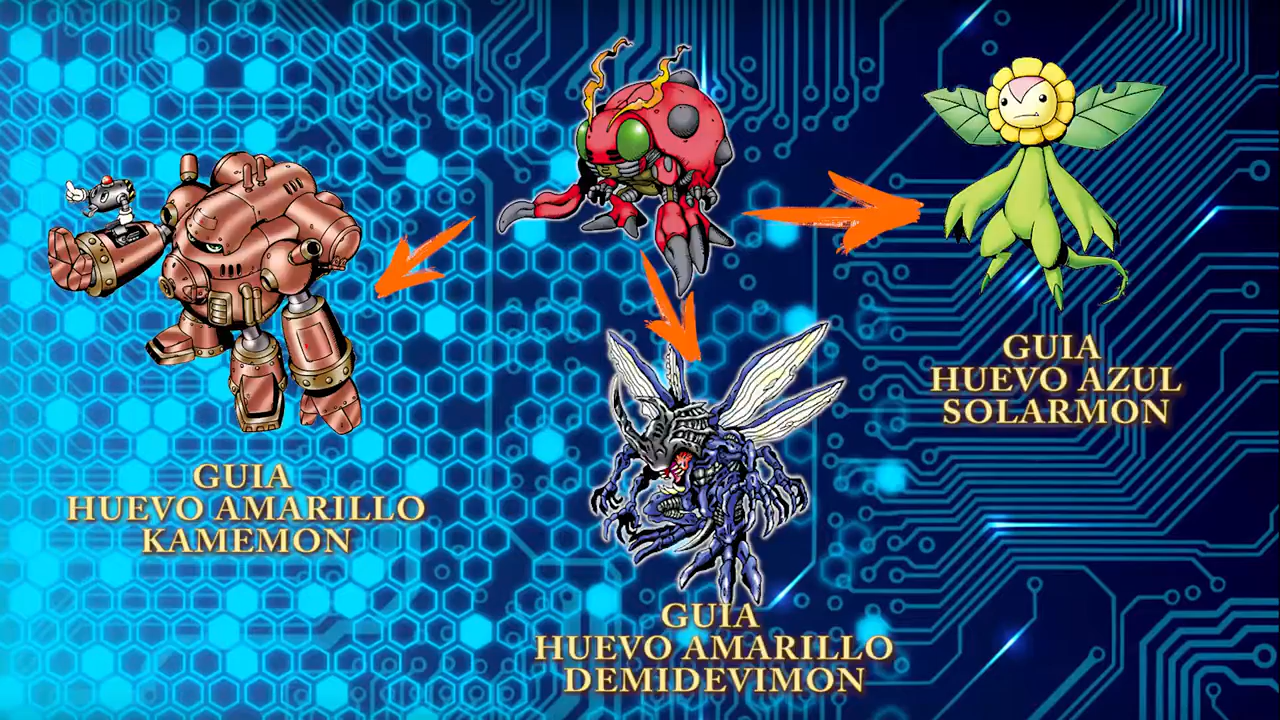 GUIA
HUEVO AZUL
SOLARMON
GUIA
HUEVO AMARILLO
KAMEMON
GUIA
HUEVO AMARILLO
DEMIDEVIMON